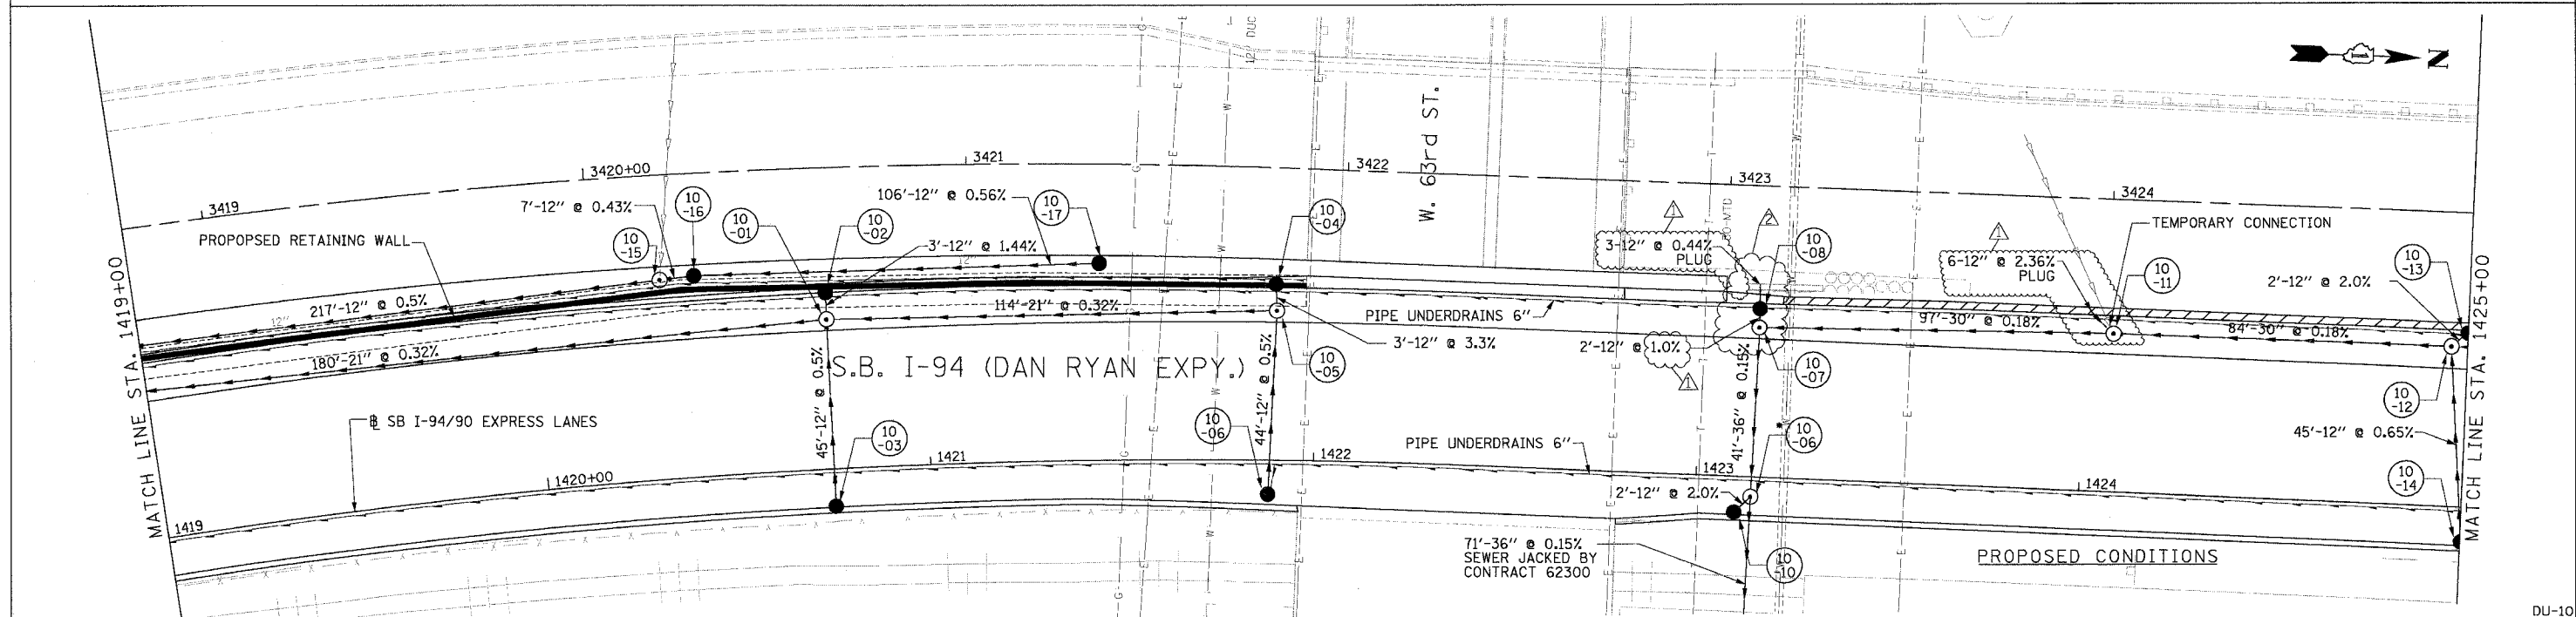 12" DUC
N
W. 63rd ST.
3419
3420+00
3421
3422
3423
3424
7'-12" @ 0.43%
106'-12" @ 0.56%
10
-16
10
-17
10
-01
10
-02
10
-04
10
-15
PROPOPSED RETAINING WALL
3'-12" @ 1.44%
1
2
3-12" @ 0.44%
PLUG
10
-08
1
6-12" @ 2.36%
PLUG
TEMPORARY CONNECTION
10
-11
2'-12" @ 2.0%
10
-13
MATCH LINE STA. 1419+00
MATCH LINE STA. 1425+00
12"
12"
217'-12" @ 0.5%
114'-21" @ 0.32%
180'-21" @ 0.32%
PIPE UNDERDRAINS 6"
3'-12" @ 3.3%
10
-05
2'-12" @ 1.0%
1
10
-07
97'-30" @ 0.18%
84'-30" @ 0.18%
S.B. I-94 (DAN RYAN EXPY.)
45'-12" @ 0.5%
44'-12" @ 0.5%
41'-36" @ 0.15%
10
-12
45'-12" @ 0.65%
SB I-94/90 EXPRESS LANES
10
-03
10
-06
PIPE UNDERDRAINS 6"
*
10
-06
10
-14
1419
1420+00
1421
1422
1423
1424
2'-12" @ 2.0%
71'-36" @ 0.15%
SEWER JACKED BY
CONTRACT 62300
10
-10
PROPOSED CONDITIONS
DU-10